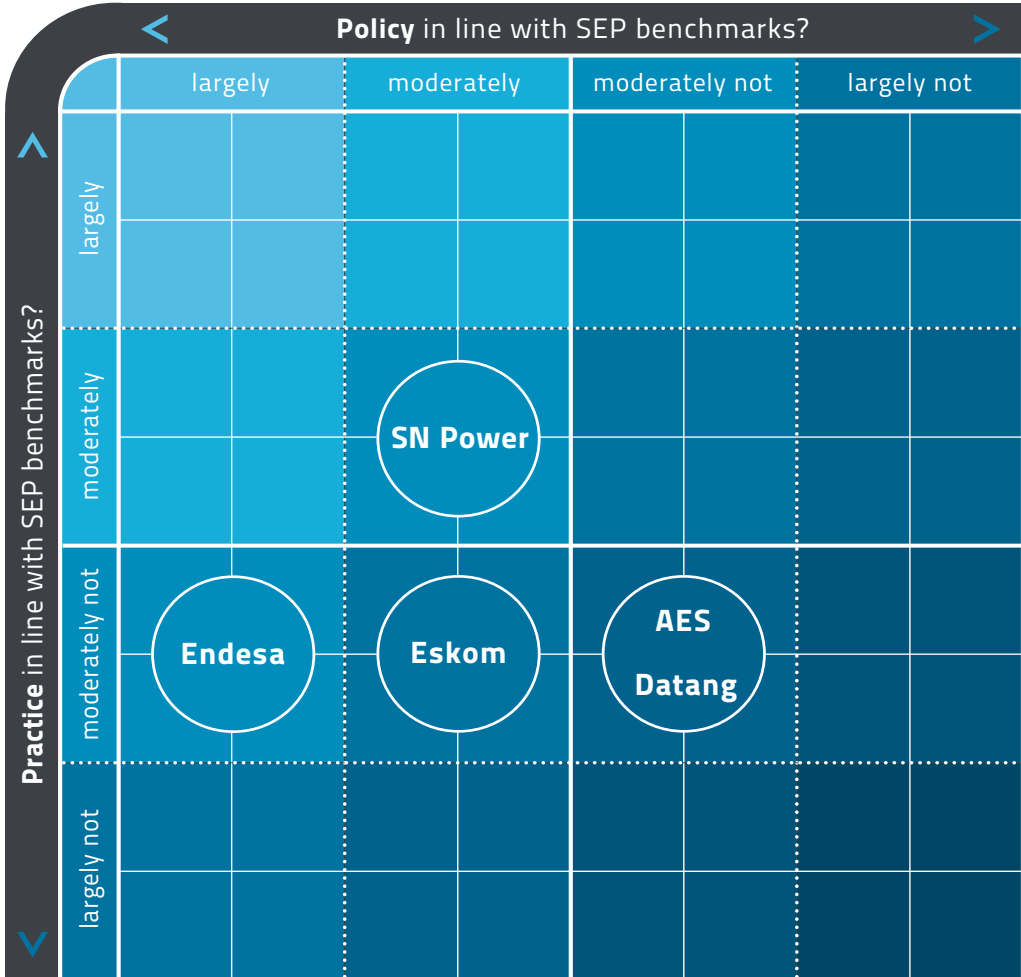 Policy in line with SEP benchmarks?
largely
moderately
moderately not
largely not
Practice in line with SEP benchmarks?
largely
moderately
moderately not
largely not
SN Power
Endesa
Eskom
AES
Datang